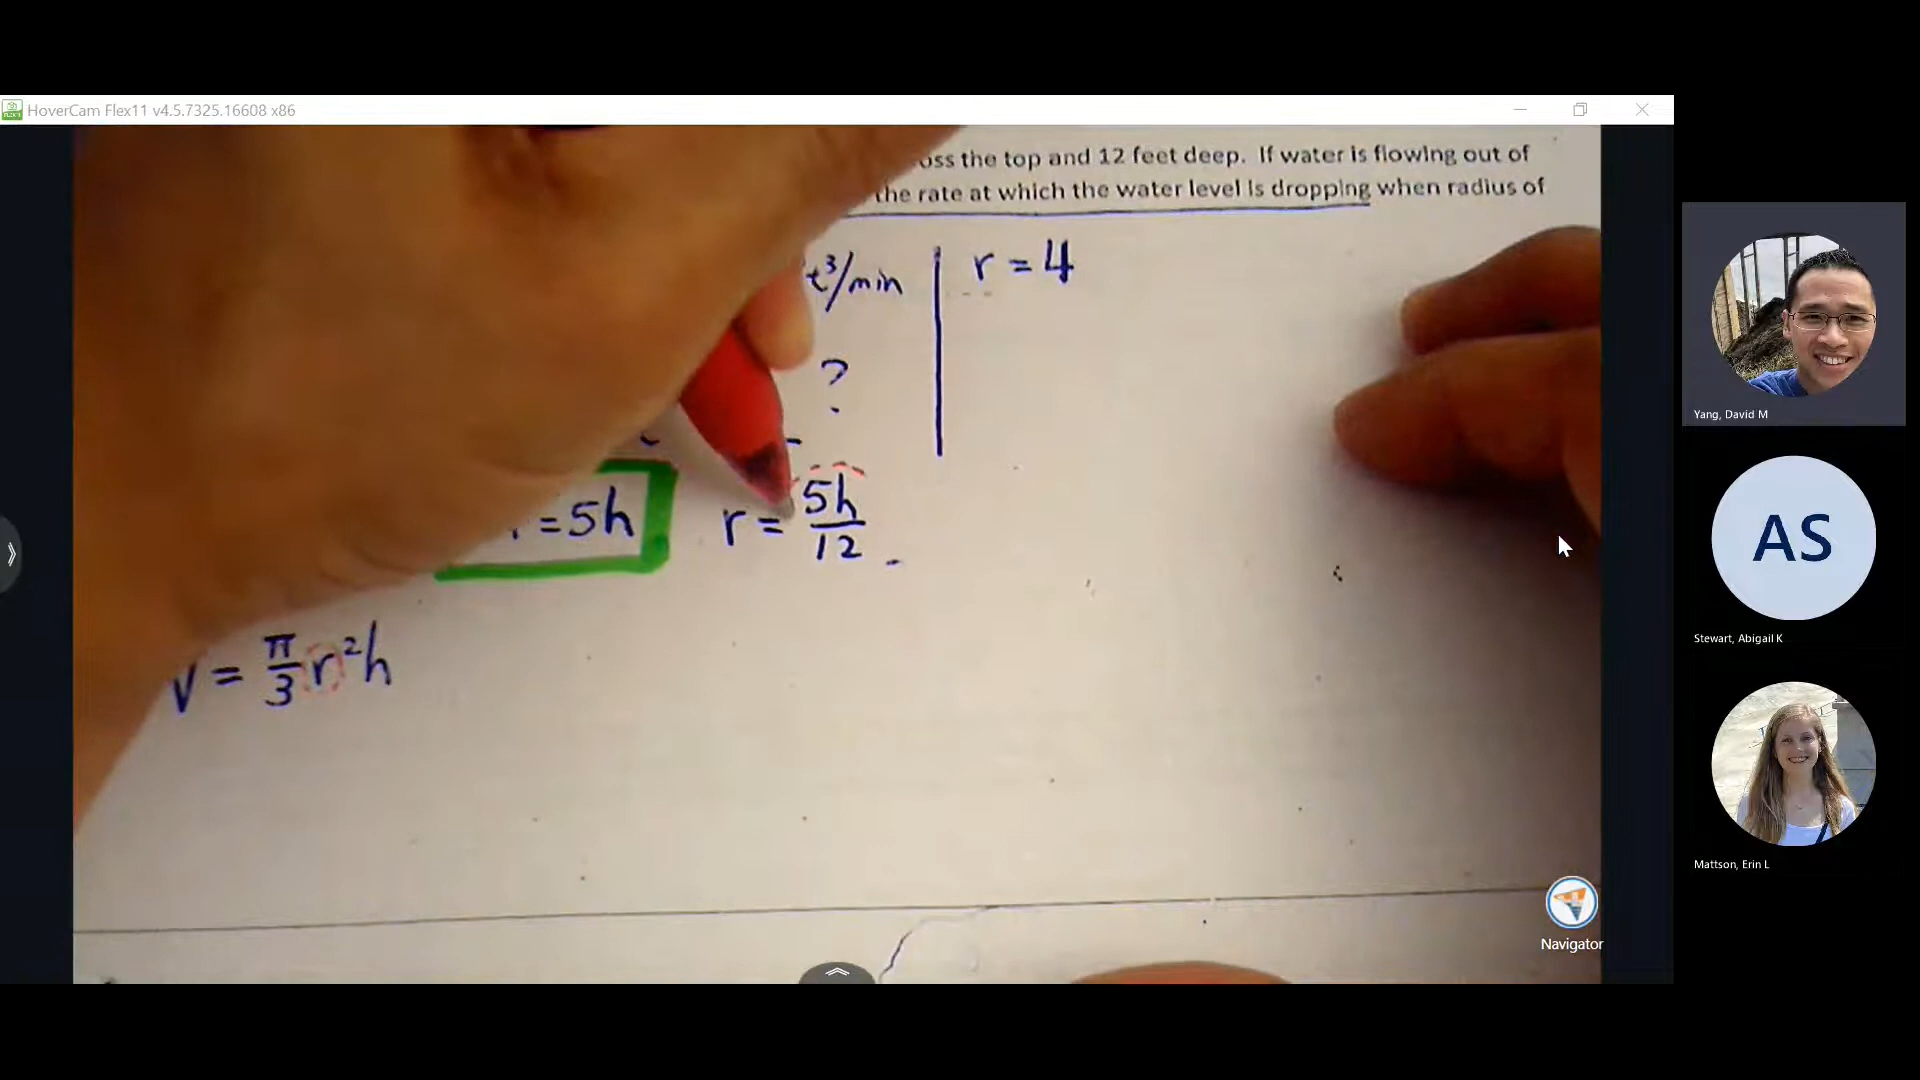 HoverCam Flex11 v4.5.7325.16608 x86
the top and 12 feet deep. If water is flowing out of
the rate at which the water level is dropping when radius of
t³/min
r = 4
?
= 5h
r = 5h/12
V = π/3 r²h
Yang, David M
AS
Stewart, Abigail K
Mattson, Erin L
Navigator